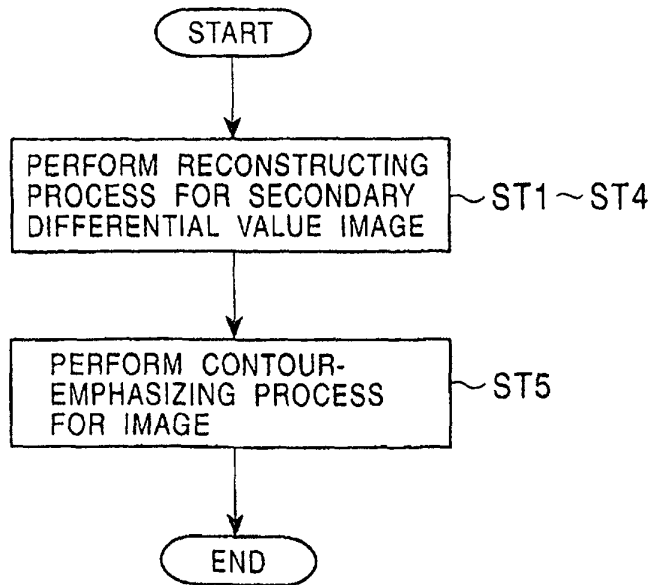 START
PERFORM RECONSTRUCTING
PROCESS FOR SECONDARY
DIFFERENTIAL VALUE IMAGE
~ST1~ST4
PERFORM CONTOUR-
EMPHASIZING PROCESS
FOR IMAGE
~ST5
END